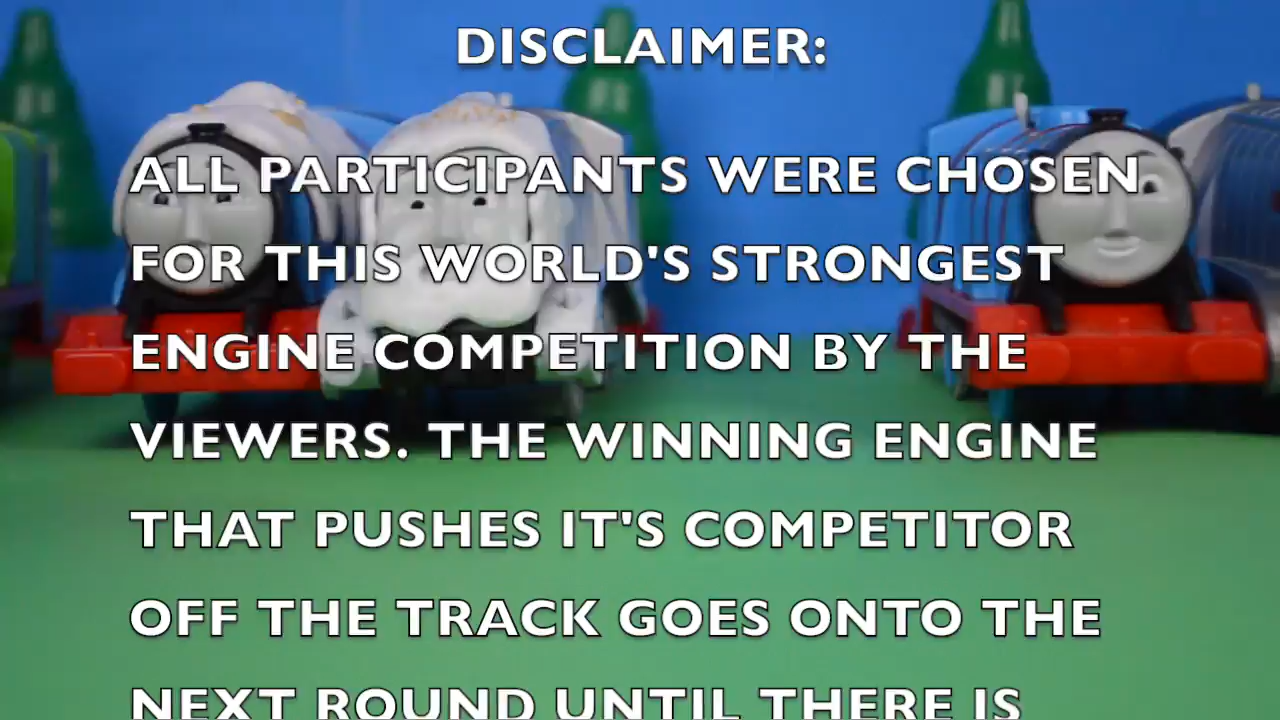 DISCLAIMER:
ALL PARTICIPANTS WERE CHOSEN
FOR THIS WORLD'S STRONGEST
ENGINE COMPETITION BY THE
VIEWERS. THE WINNING ENGINE
THAT PUSHES IT'S COMPETITOR
OFF THE TRACK GOES ONTO THE
NEXT ROUND UNTIL THERE IS